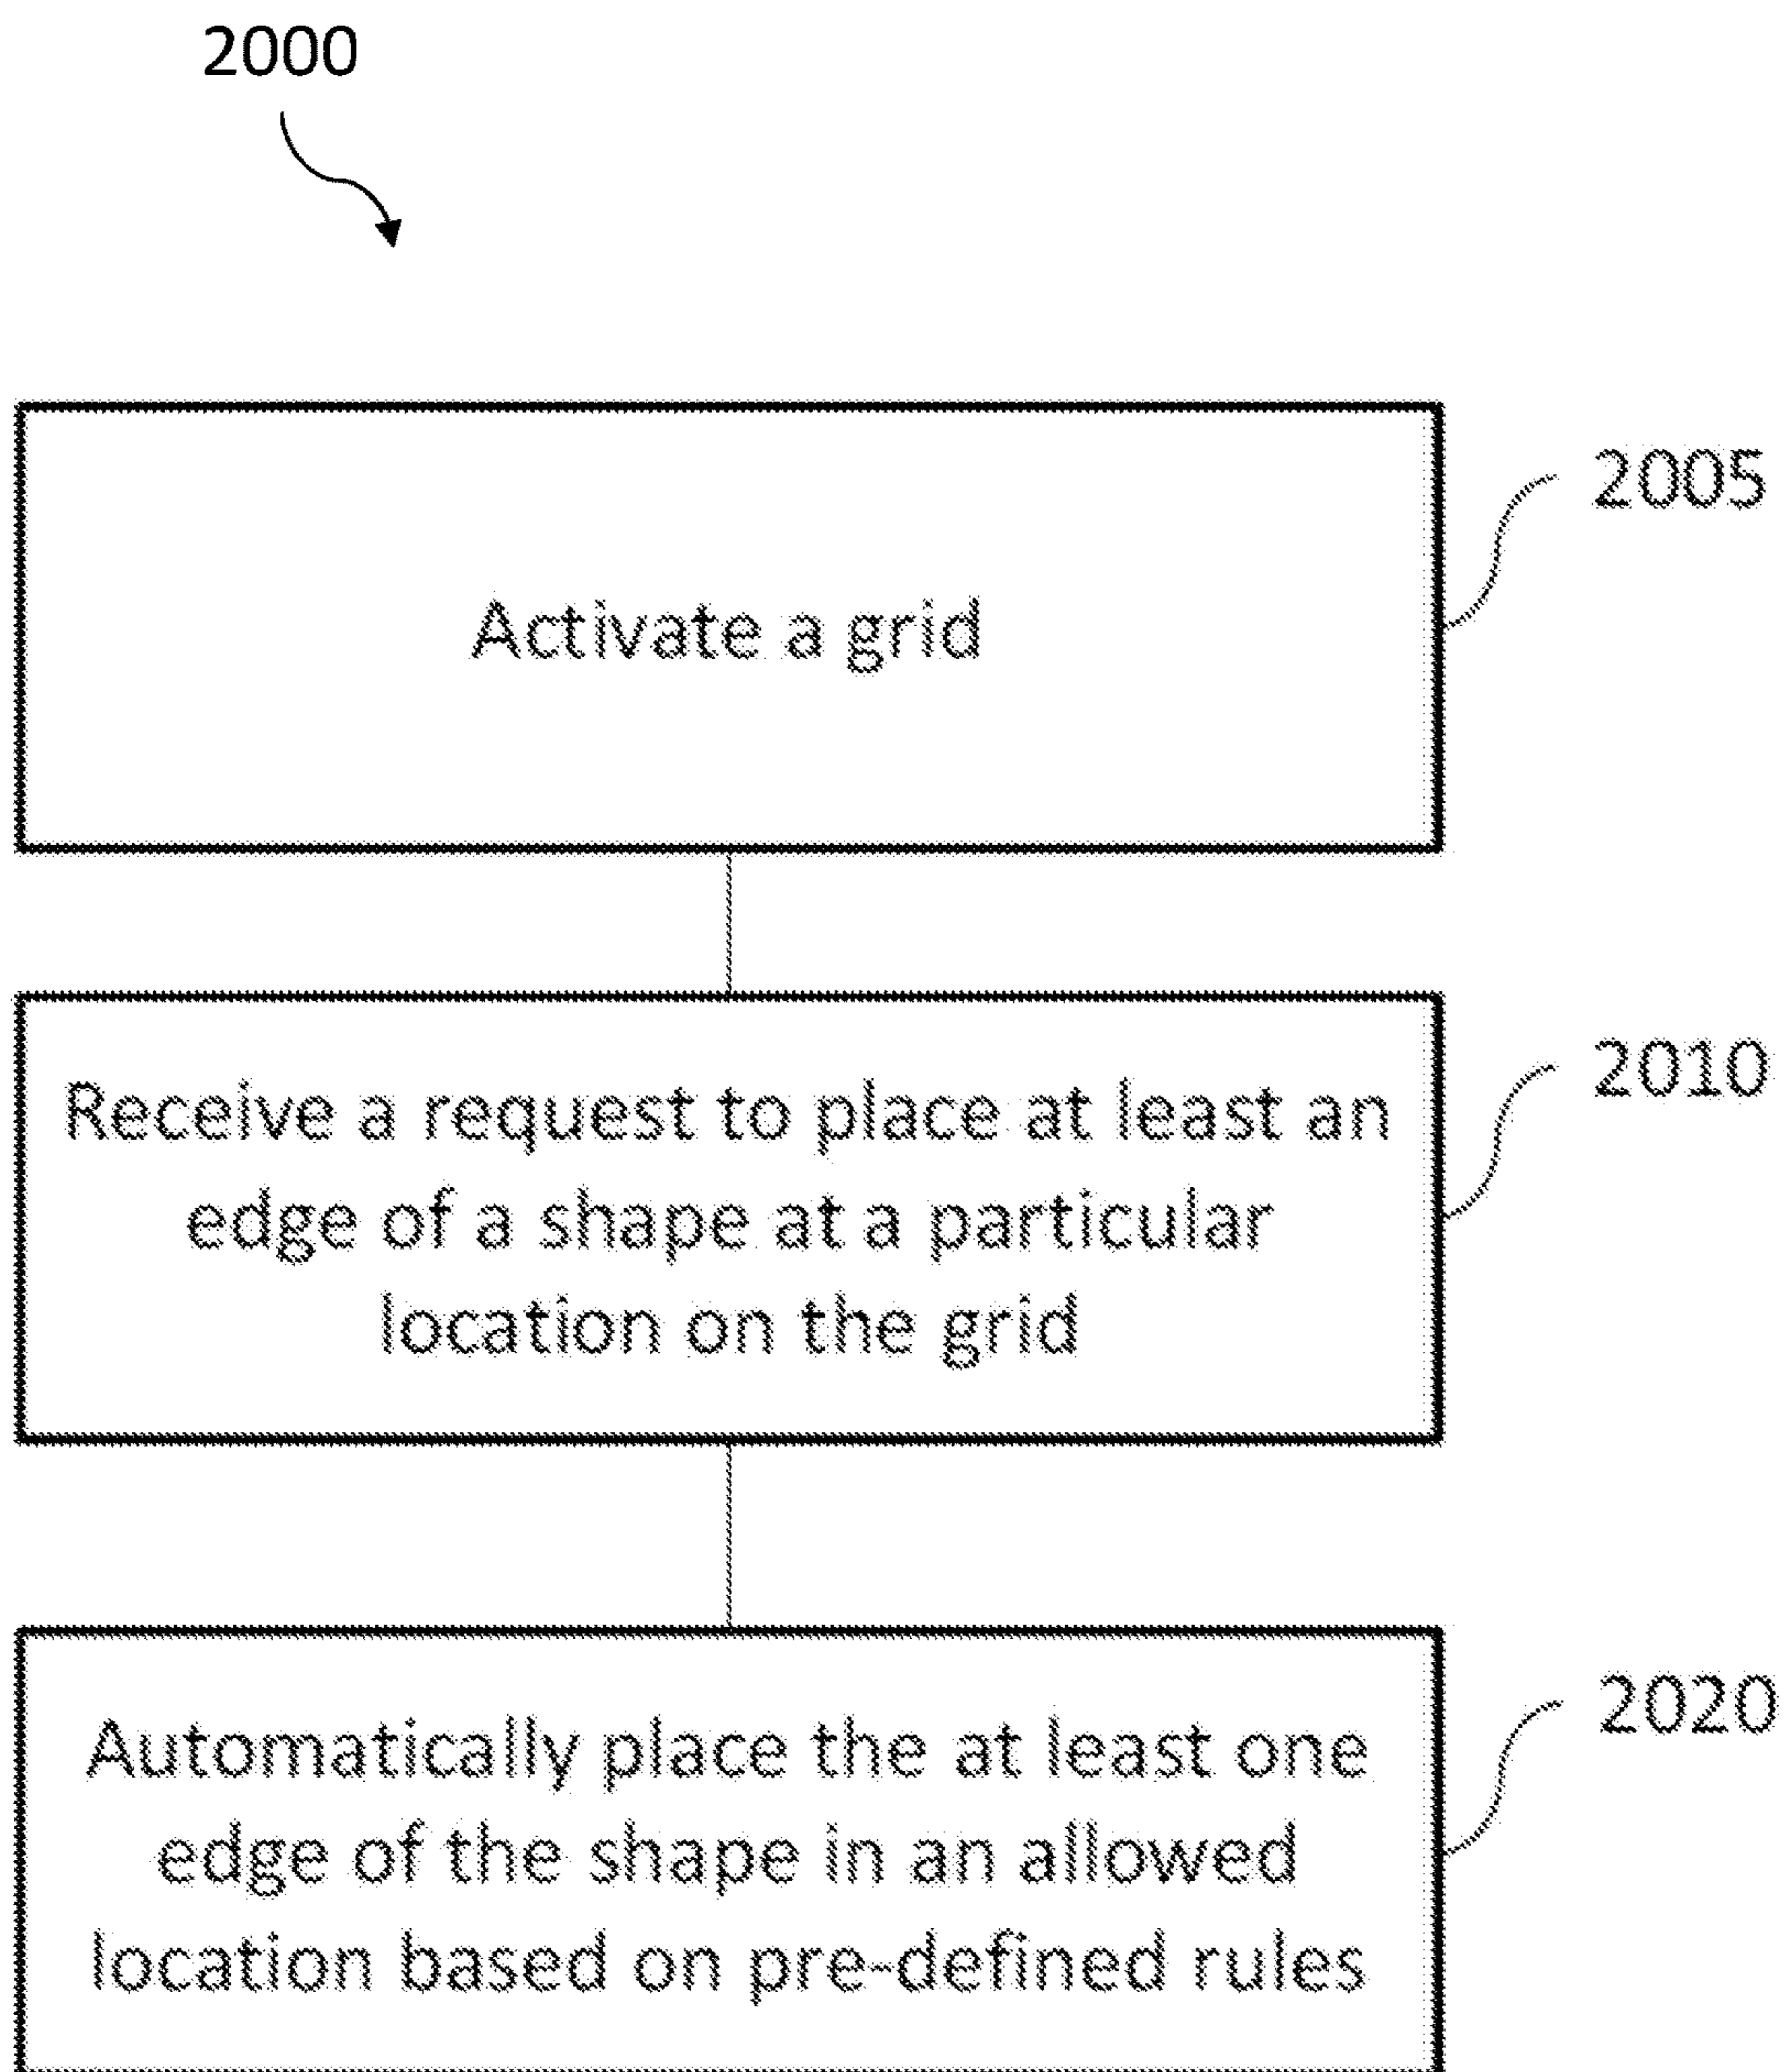 2000
2005
Activate a grid
2010
Receive a request to place at least an
edge of a shape at a particular
location on the grid
2020
Automatically place the at least one
edge of the shape in an allowed
location based on pre-defined rules